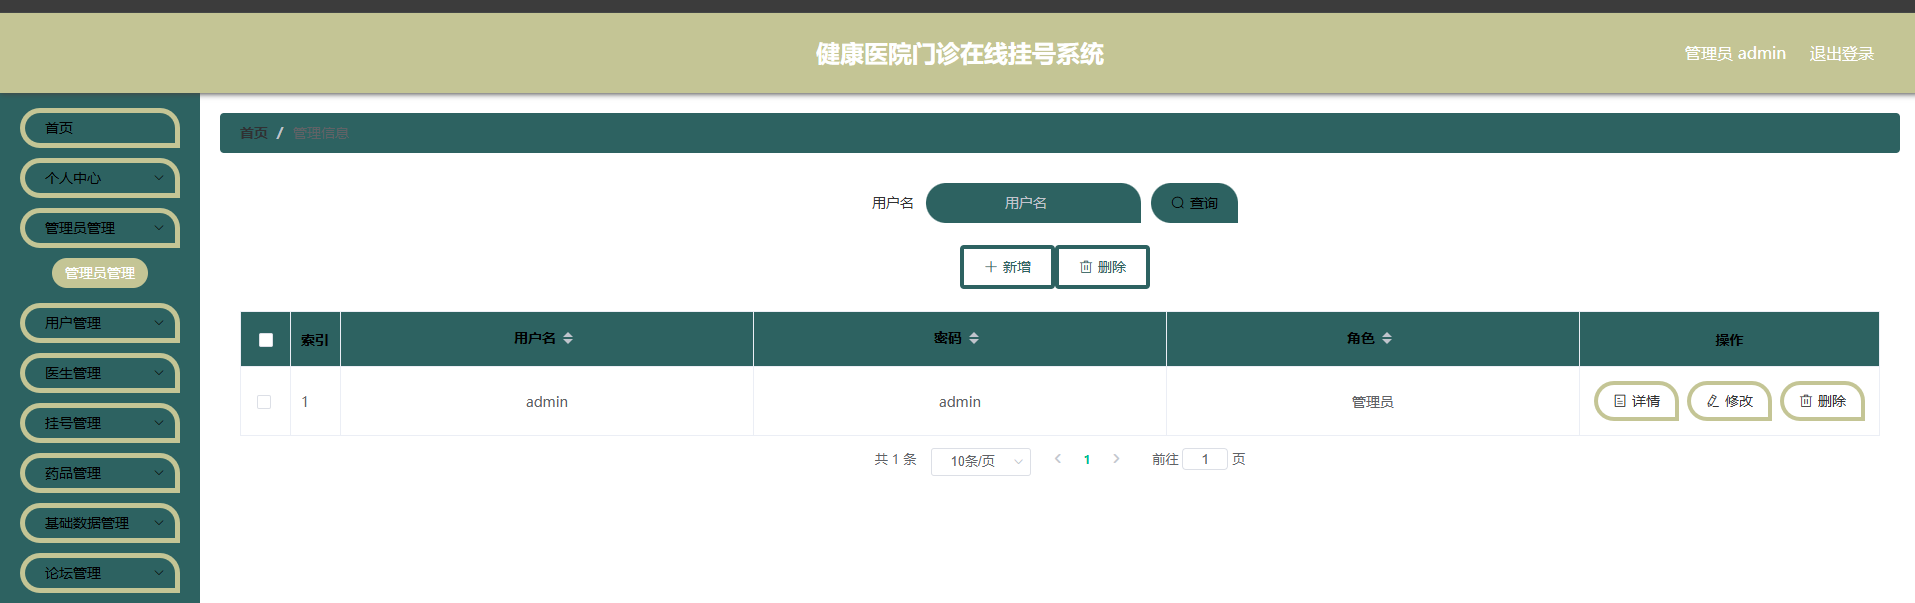 健康医院门诊在线挂号系统
管理员 admin 退出登录
首页
个人中心
管理员管理
管理员管理
用户管理
医生管理
挂号管理
药品管理
基础数据管理
论坛管理
首页 / 管理信息
用户名 用户名 查询
新增 删除
索引 用户名 密码 角色 操作
1 admin admin 管理员 详情 修改 删除
共 1 条 10条/页 1 前往 1 页